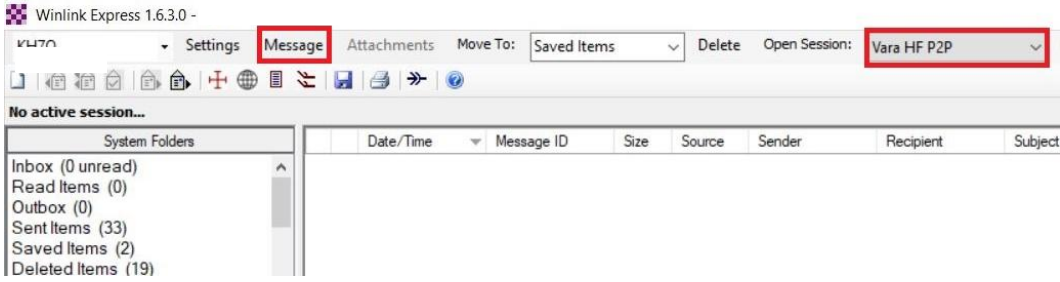 Winlink Express 1.6.3.0 -
Settings Message Attachments Move To: Saved Items Delete Open Session: Vara HF P2P
No active session...
System Folders Date/Time Message ID Size Source Sender Recipient Subject
Inbox (0 unread)
Read Items (0)
Outbox (0)
Sent Items (33)
Saved Items (2)
Deleted Items (19)